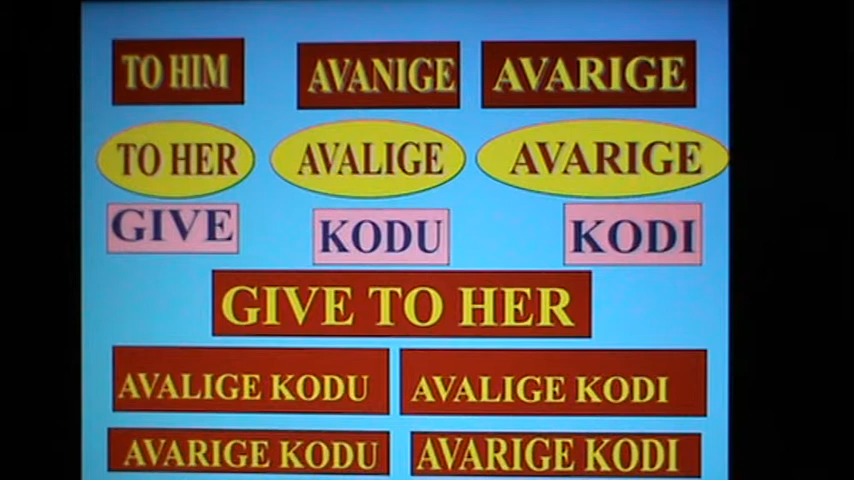 TO HIM AVANIGE AVARIGE
TO HER AVALIGE AVARIGE
GIVE KODU KODI
GIVE TO HER
AVALIGE KODU AVALIGE KODI
AVARIGE KODU AVARIGE KODI